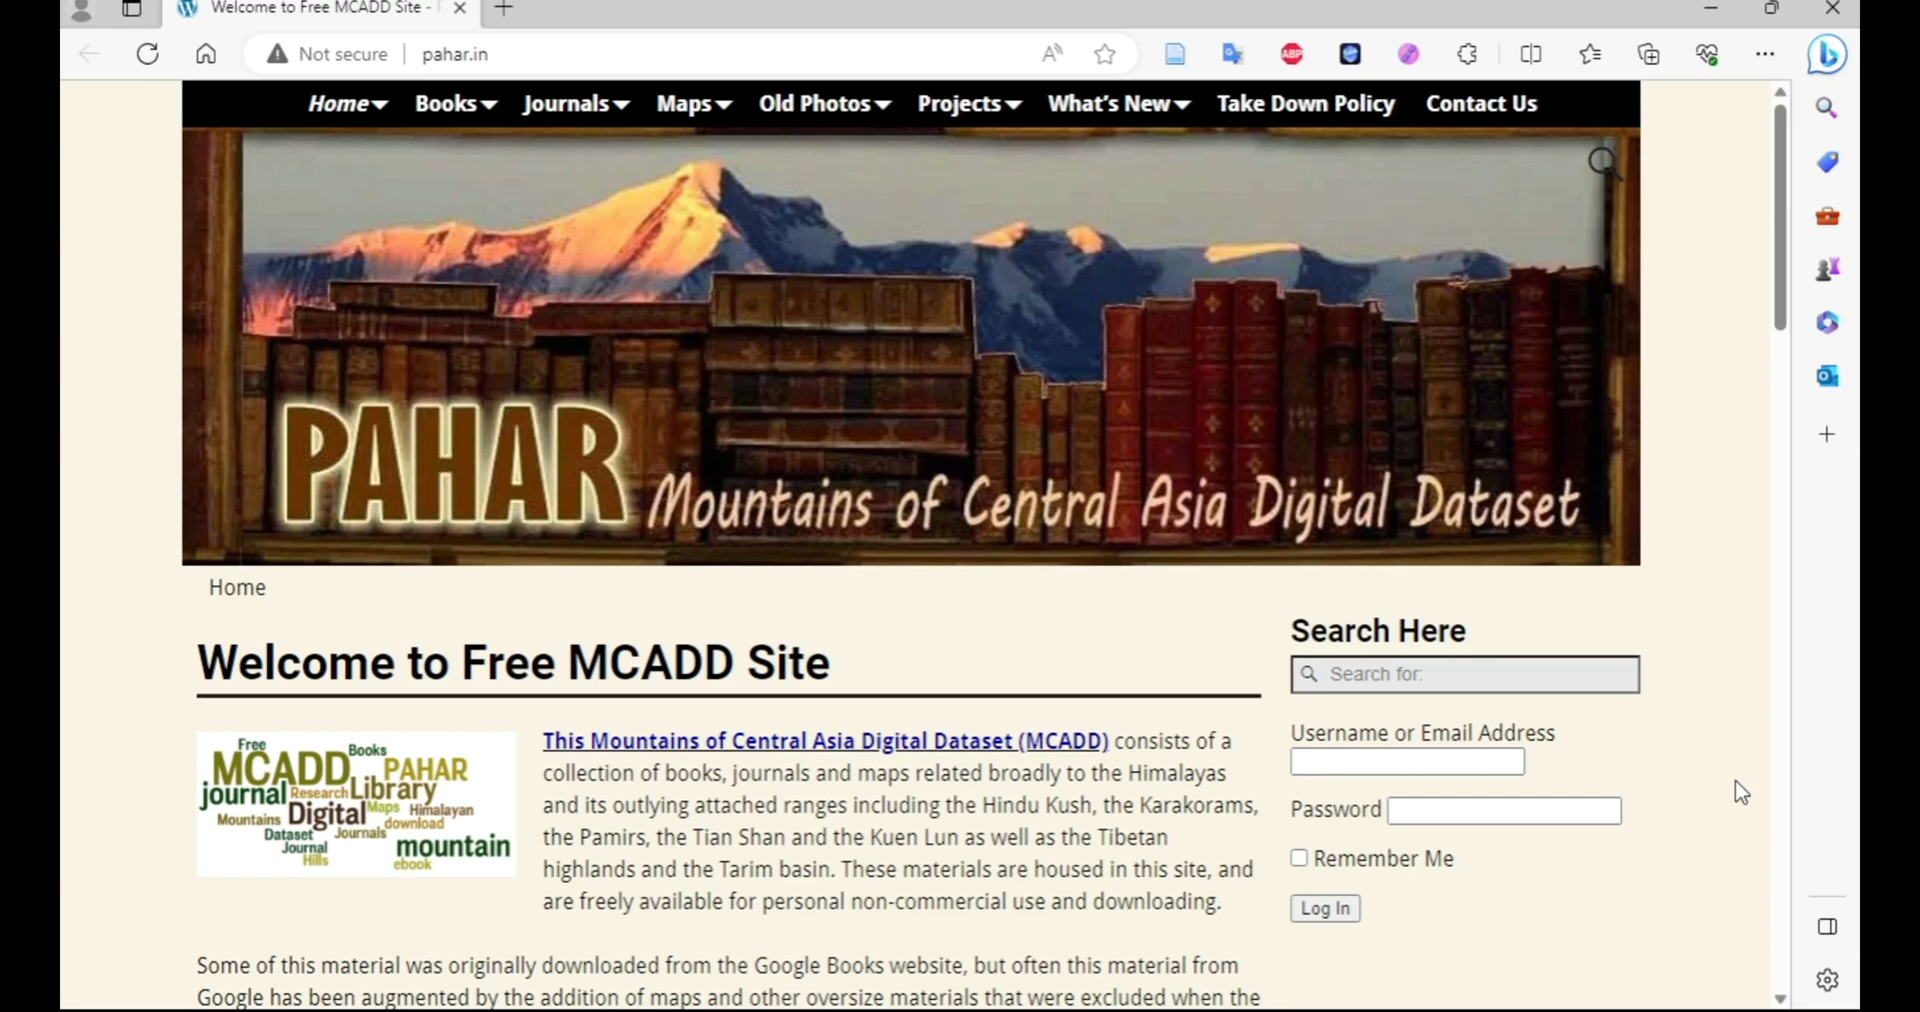 Welcome to Free MCADD Site -
Not secure
pahar.in
ABP
Home Books Journals Maps Old Photos Projects What's New Take Down Policy Contact Us
PAHAR Mountains of Central Asia Digital Dataset
Home
Welcome to Free MCADD Site
Search Here
Search for:
Free
MCADD Books PAHAR
journal Research Library
Mountains Digital Maps Himalayan
Dataset Journals download
Journal mountain
Hills ebook
This Mountains of Central Asia Digital Dataset (MCADD) consists of a
collection of books, journals and maps related broadly to the Himalayas
and its outlying attached ranges including the Hindu Kush, the Karakorams,
the Pamirs, the Tian Shan and the Kuen Lun as well as the Tibetan
highlands and the Tarim basin. These materials are housed in this site, and
are freely available for personal non-commercial use and downloading.
Username or Email Address
Password
Remember Me
Log In
Some of this material was originally downloaded from the Google Books website, but often this material from
Google has been augmented by the addition of maps and other oversize materials that were excluded when the